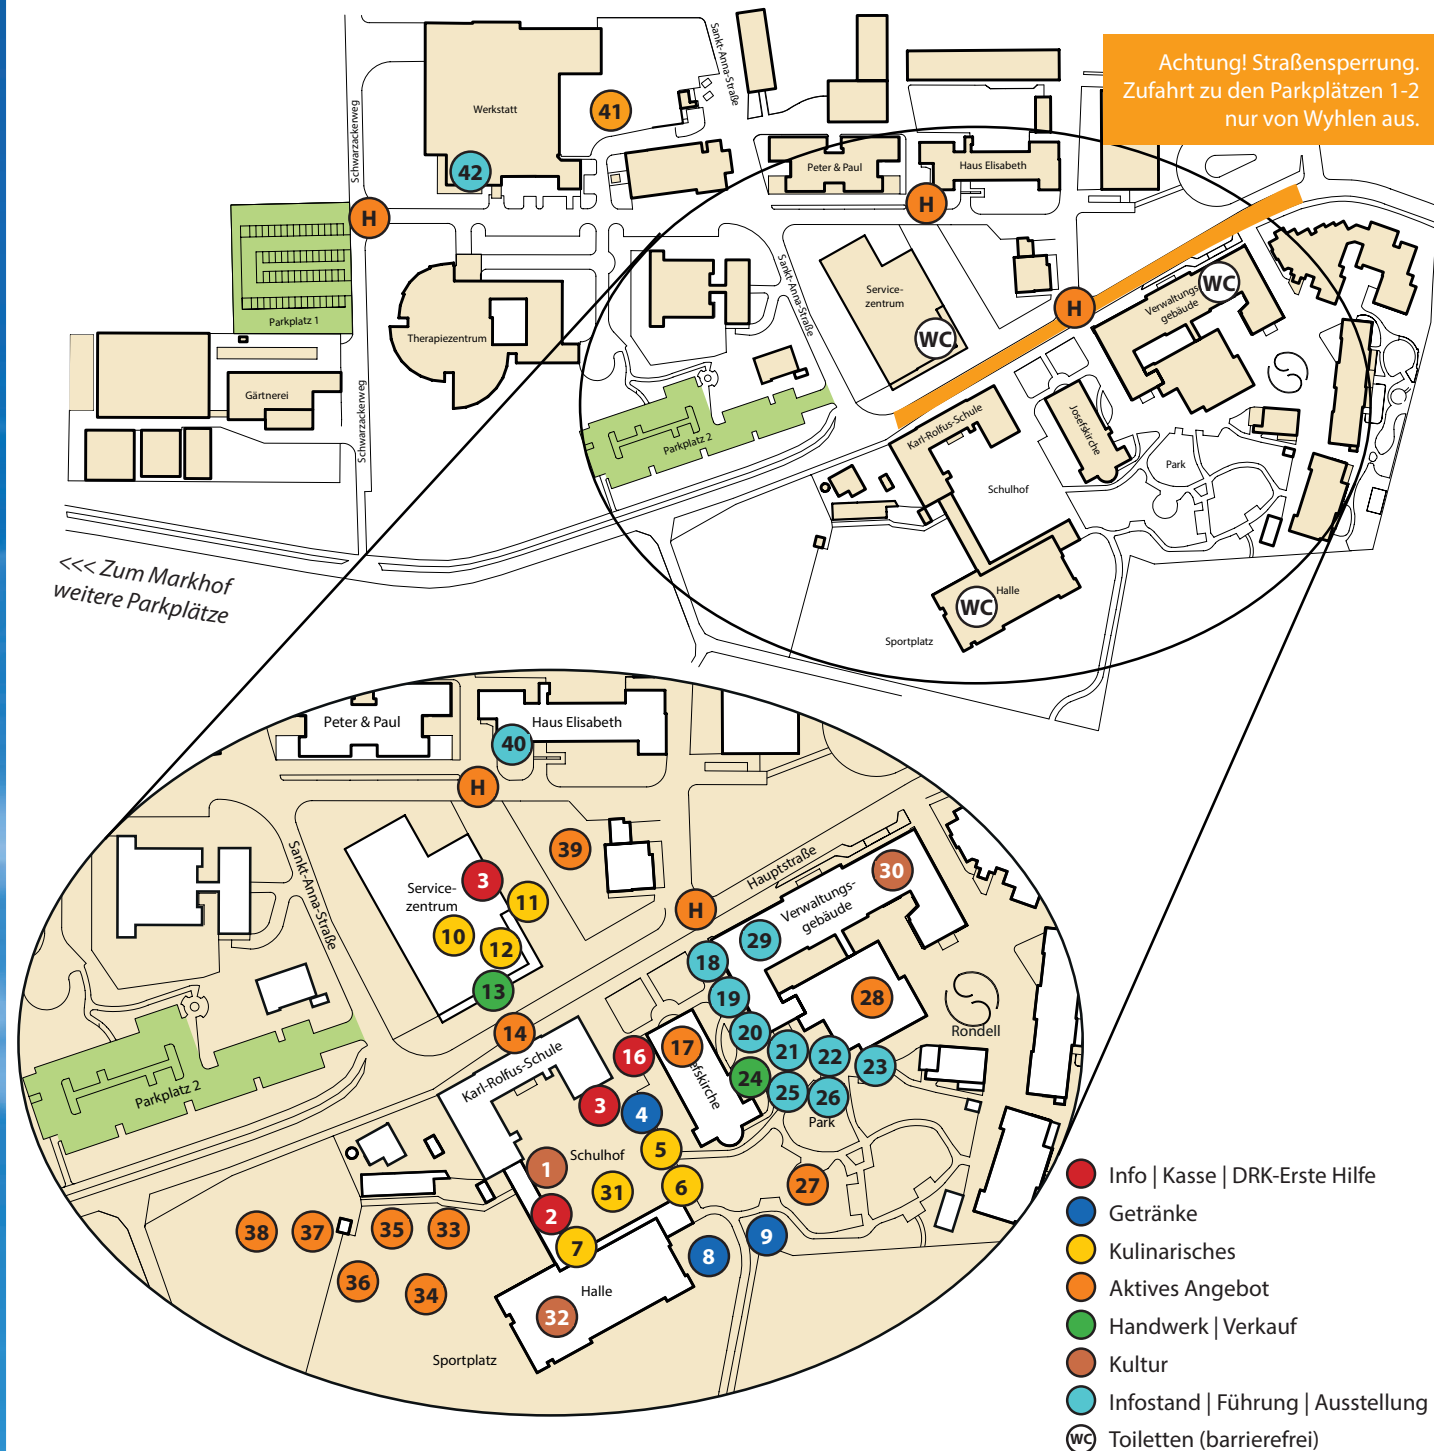 Achtung! Straßensperrung.
Zufahrt zu den Parkplätzen 1-2
nur von Wyhlen aus.
Werkstatt
41
42
Sankt-Anna-Straße
Schwarzackerweg
H
Peter & Paul
Haus Elisabeth
H
Parkplatz 1
Therapiezentrum
Gärtnerei
Schwarzackerweg
Sankt-Anna-Straße
Service-
zentrum
WC
H
Verwaltungs-
gebäude
WC
Parkplatz 2
Karl-Rolfus-Schule
Josefskirche
Schulhof
Park
Halle
WC
Sportplatz
<<< Zum Markhof
weitere Parkplätze
Peter & Paul
Haus Elisabeth
40
H
39
Sankt-Anna-Straße
Service-
zentrum
3
11
10
12
13
14
H
Hauptstraße
Verwaltungs-
gebäude
30
29
18
19
28
20
21
22
23
24
25
26
Rondell
Park
Parkplatz 2
Karl-Rolfus-Schule
16
17
efskirche
3
4
5
6
Schulhof
1
31
2
7
27
8
9
38
37
35
33
36
34
Halle
32
Sportplatz
Info | Kasse | DRK-Erste Hilfe
Getränke
Kulinarisches
Aktives Angebot
Handwerk | Verkauf
Kultur
Infostand | Führung | Ausstellung
WC Toiletten (barrierefrei)